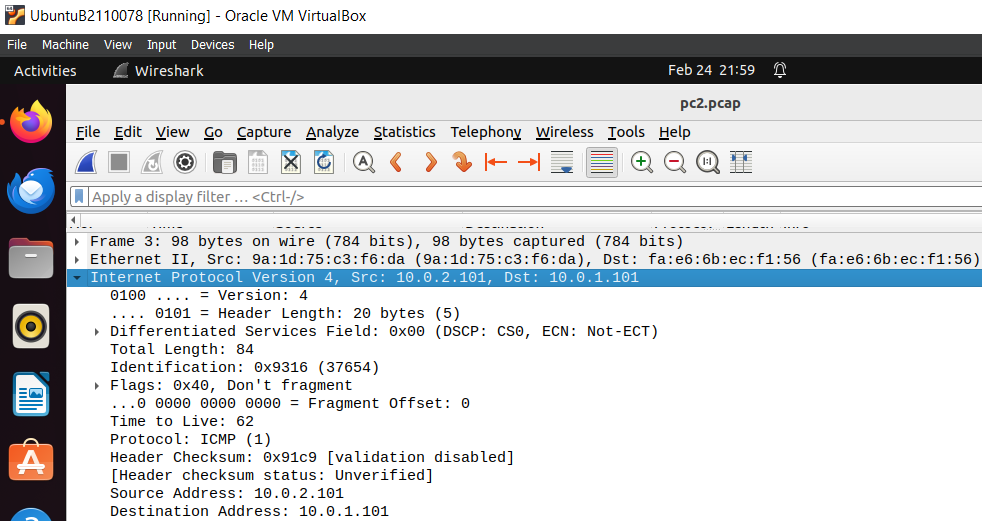 UbuntuB2110078 [Running] - Oracle VM VirtualBox
File Machine View Input Devices Help
Activities Wireshark Feb 24 21:59
pc2.pcap
File Edit View Go Capture Analyze Statistics Telephony Wireless Tools Help
Apply a display filter … <Ctrl-/>
Frame 3: 98 bytes on wire (784 bits), 98 bytes captured (784 bits)
Ethernet II, Src: 9a:1d:75:c3:f6:da (9a:1d:75:c3:f6:da), Dst: fa:e6:6b:ec:f1:56 (fa:e6:6b:ec:f1:56)
Internet Protocol Version 4, Src: 10.0.2.101, Dst: 10.0.1.101
0100 .... = Version: 4
.... 0101 = Header Length: 20 bytes (5)
Differentiated Services Field: 0x00 (DSCP: CS0, ECN: Not-ECT)
Total Length: 84
Identification: 0x9316 (37654)
Flags: 0x40, Don't fragment
...0 0000 0000 0000 = Fragment Offset: 0
Time to Live: 62
Protocol: ICMP (1)
Header Checksum: 0x91c9 [validation disabled]
[Header checksum status: Unverified]
Source Address: 10.0.2.101
Destination Address: 10.0.1.101